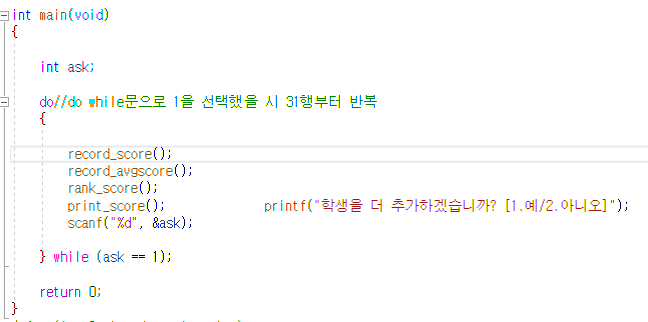 int main(void)
{
int ask;
do//do while문으로 1을 선택했을 시 31행부터 반복
{
record_score();
record_avgscore();
rank_score();
print_score(); printf("학생을 더 추가하겠습니까? [1.예/2.아니오]");
scanf("%d", &ask);
} while (ask == 1);
return 0;
}